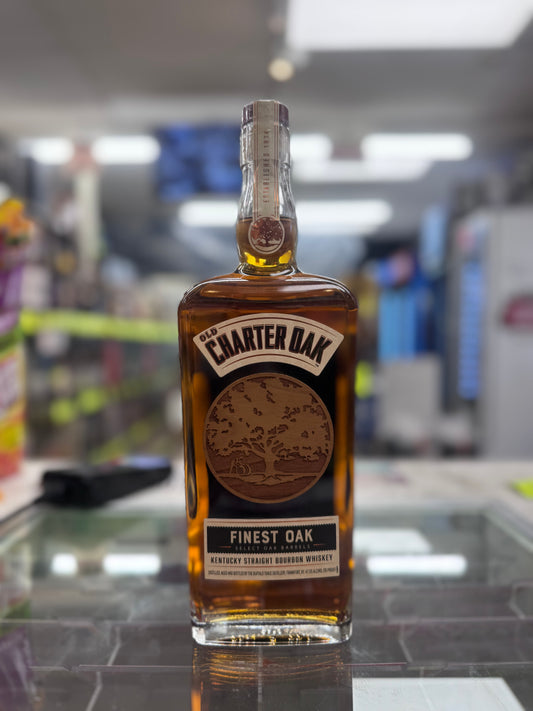 OLD
CHARTER OAK
FINEST OAK
SELECT OAK BARRELS
KENTUCKY STRAIGHT BOURBON WHISKEY